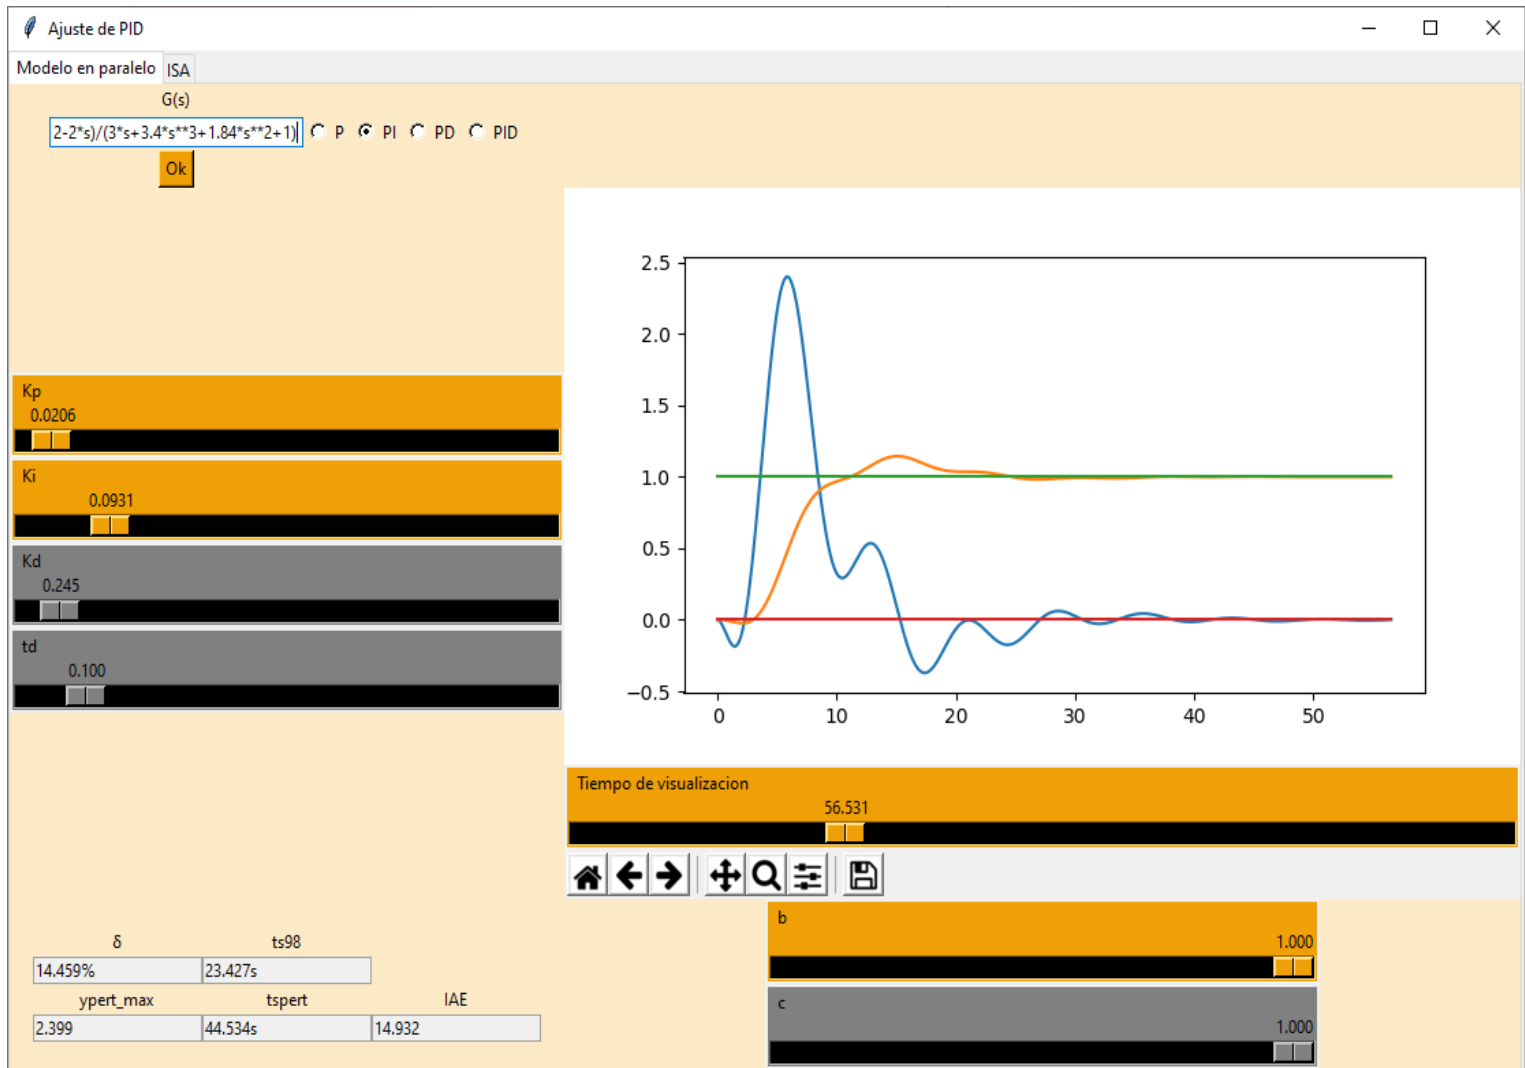 Ajuste de PID
Modelo en paralelo ISA
G(s)
2-2*s)/(3*s+3.4*s**3+1.84*s**2+1) P PI PD PID
Ok
Kp
0.0206
Ki
0.0931
Kd
0.245
td
0.100
2.5
2.0
1.5
1.0
0.5
0.0
−0.5
0 10 20 30 40 50
Tiempo de visualizacion
56.531
b
1.000
c
1.000
δ ts98
14.459% 23.427s
ypert_max tspert IAE
2.399 44.534s 14.932